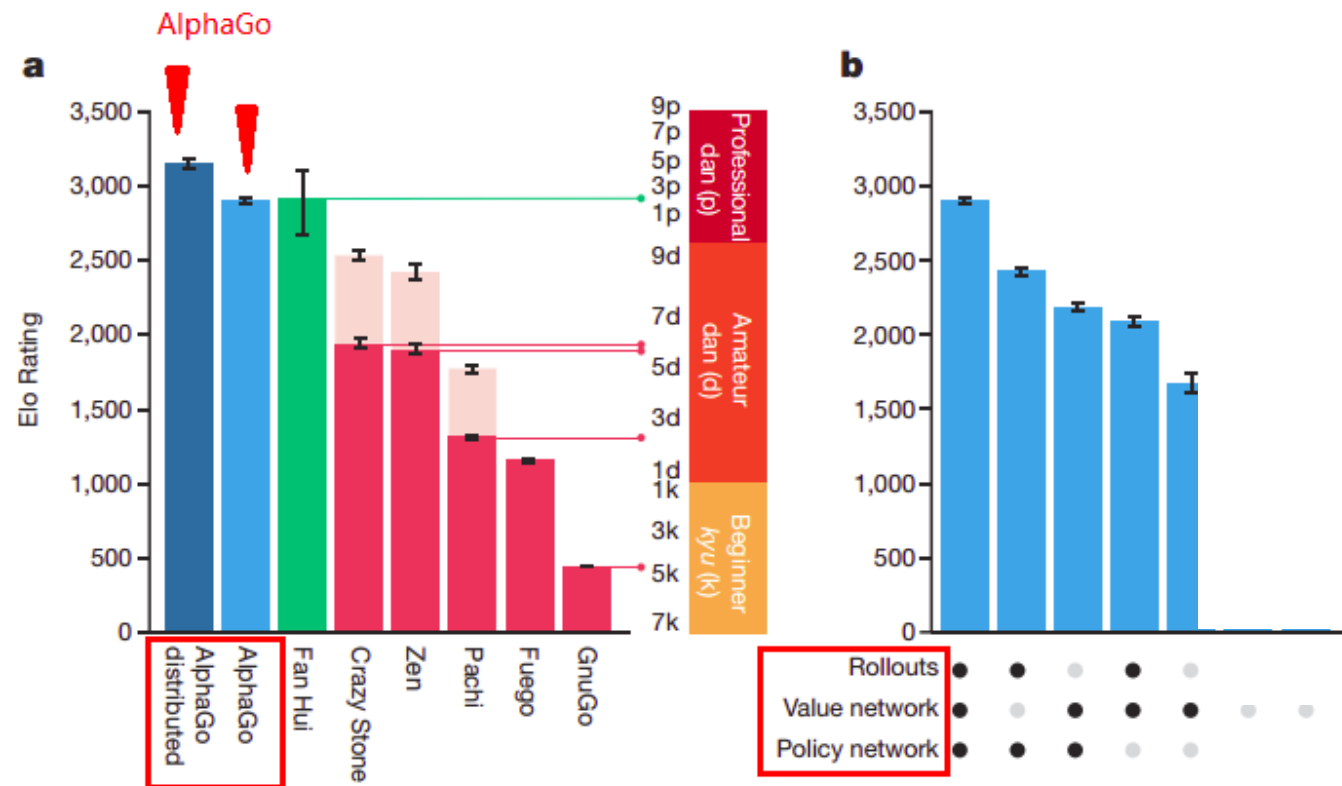 AlphaGo
a
b
3,500
3,000
2,500
2,000
1,500
1,000
500
0
Elo Rating
AlphaGo distributed
AlphaGo
Fan Hui
Crazy Stone
Zen
Pachi
Fuego
GnuGo
9p
7p
5p
3p
1p
9d
7d
5d
3d
1d
1k
3k
5k
7k
Professional
dan (p)
Amateur
dan (d)
Beginner
kyu (k)
3,500
3,000
2,500
2,000
1,500
1,000
500
0
Rollouts
Value network
Policy network